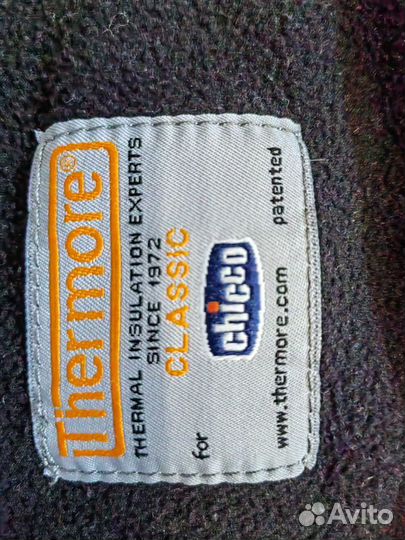 Thermore®
THERMAL INSULATION EXPERTS
SINCE 1972
CLASSIC
for
chicco
www.thermore.com patented
Avito